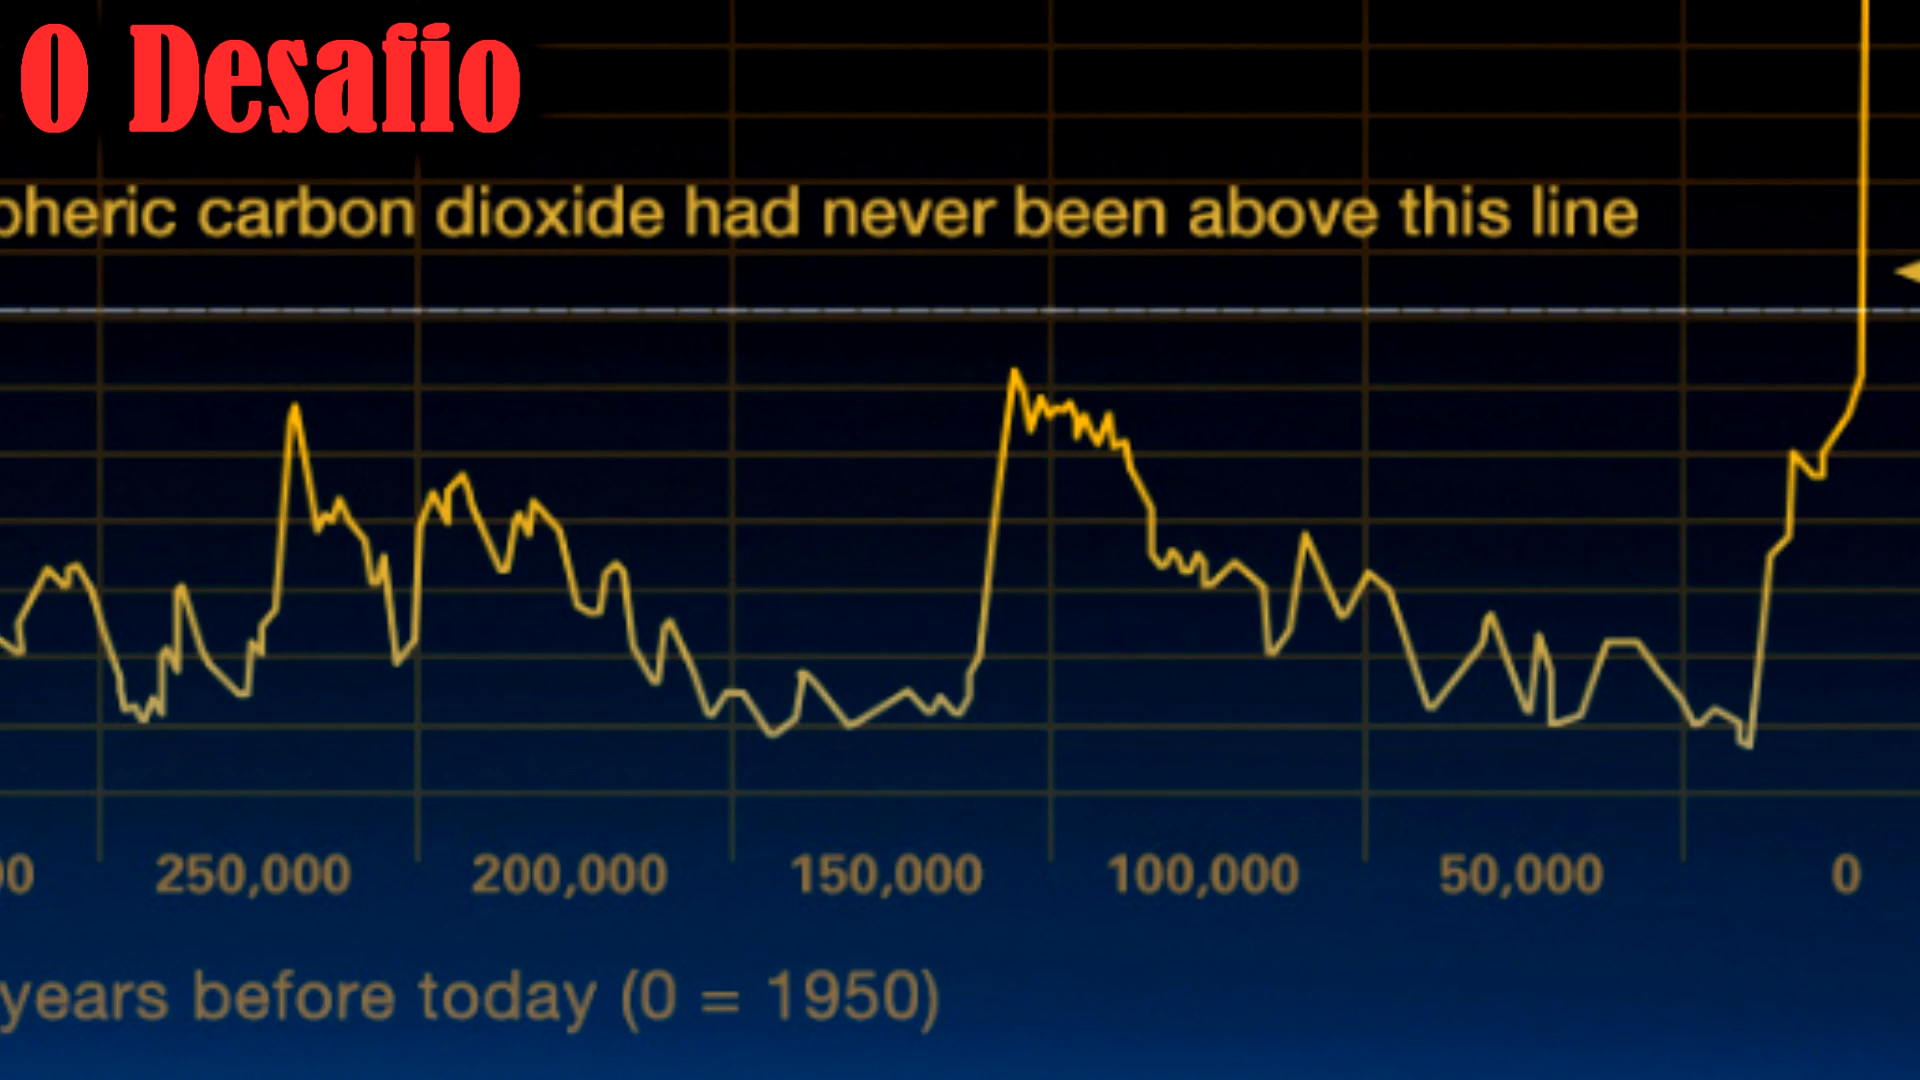 O Desafio
pheric carbon dioxide had never been above this line
00 250,000 200,000 150,000 100,000 50,000 0
years before today (0 = 1950)